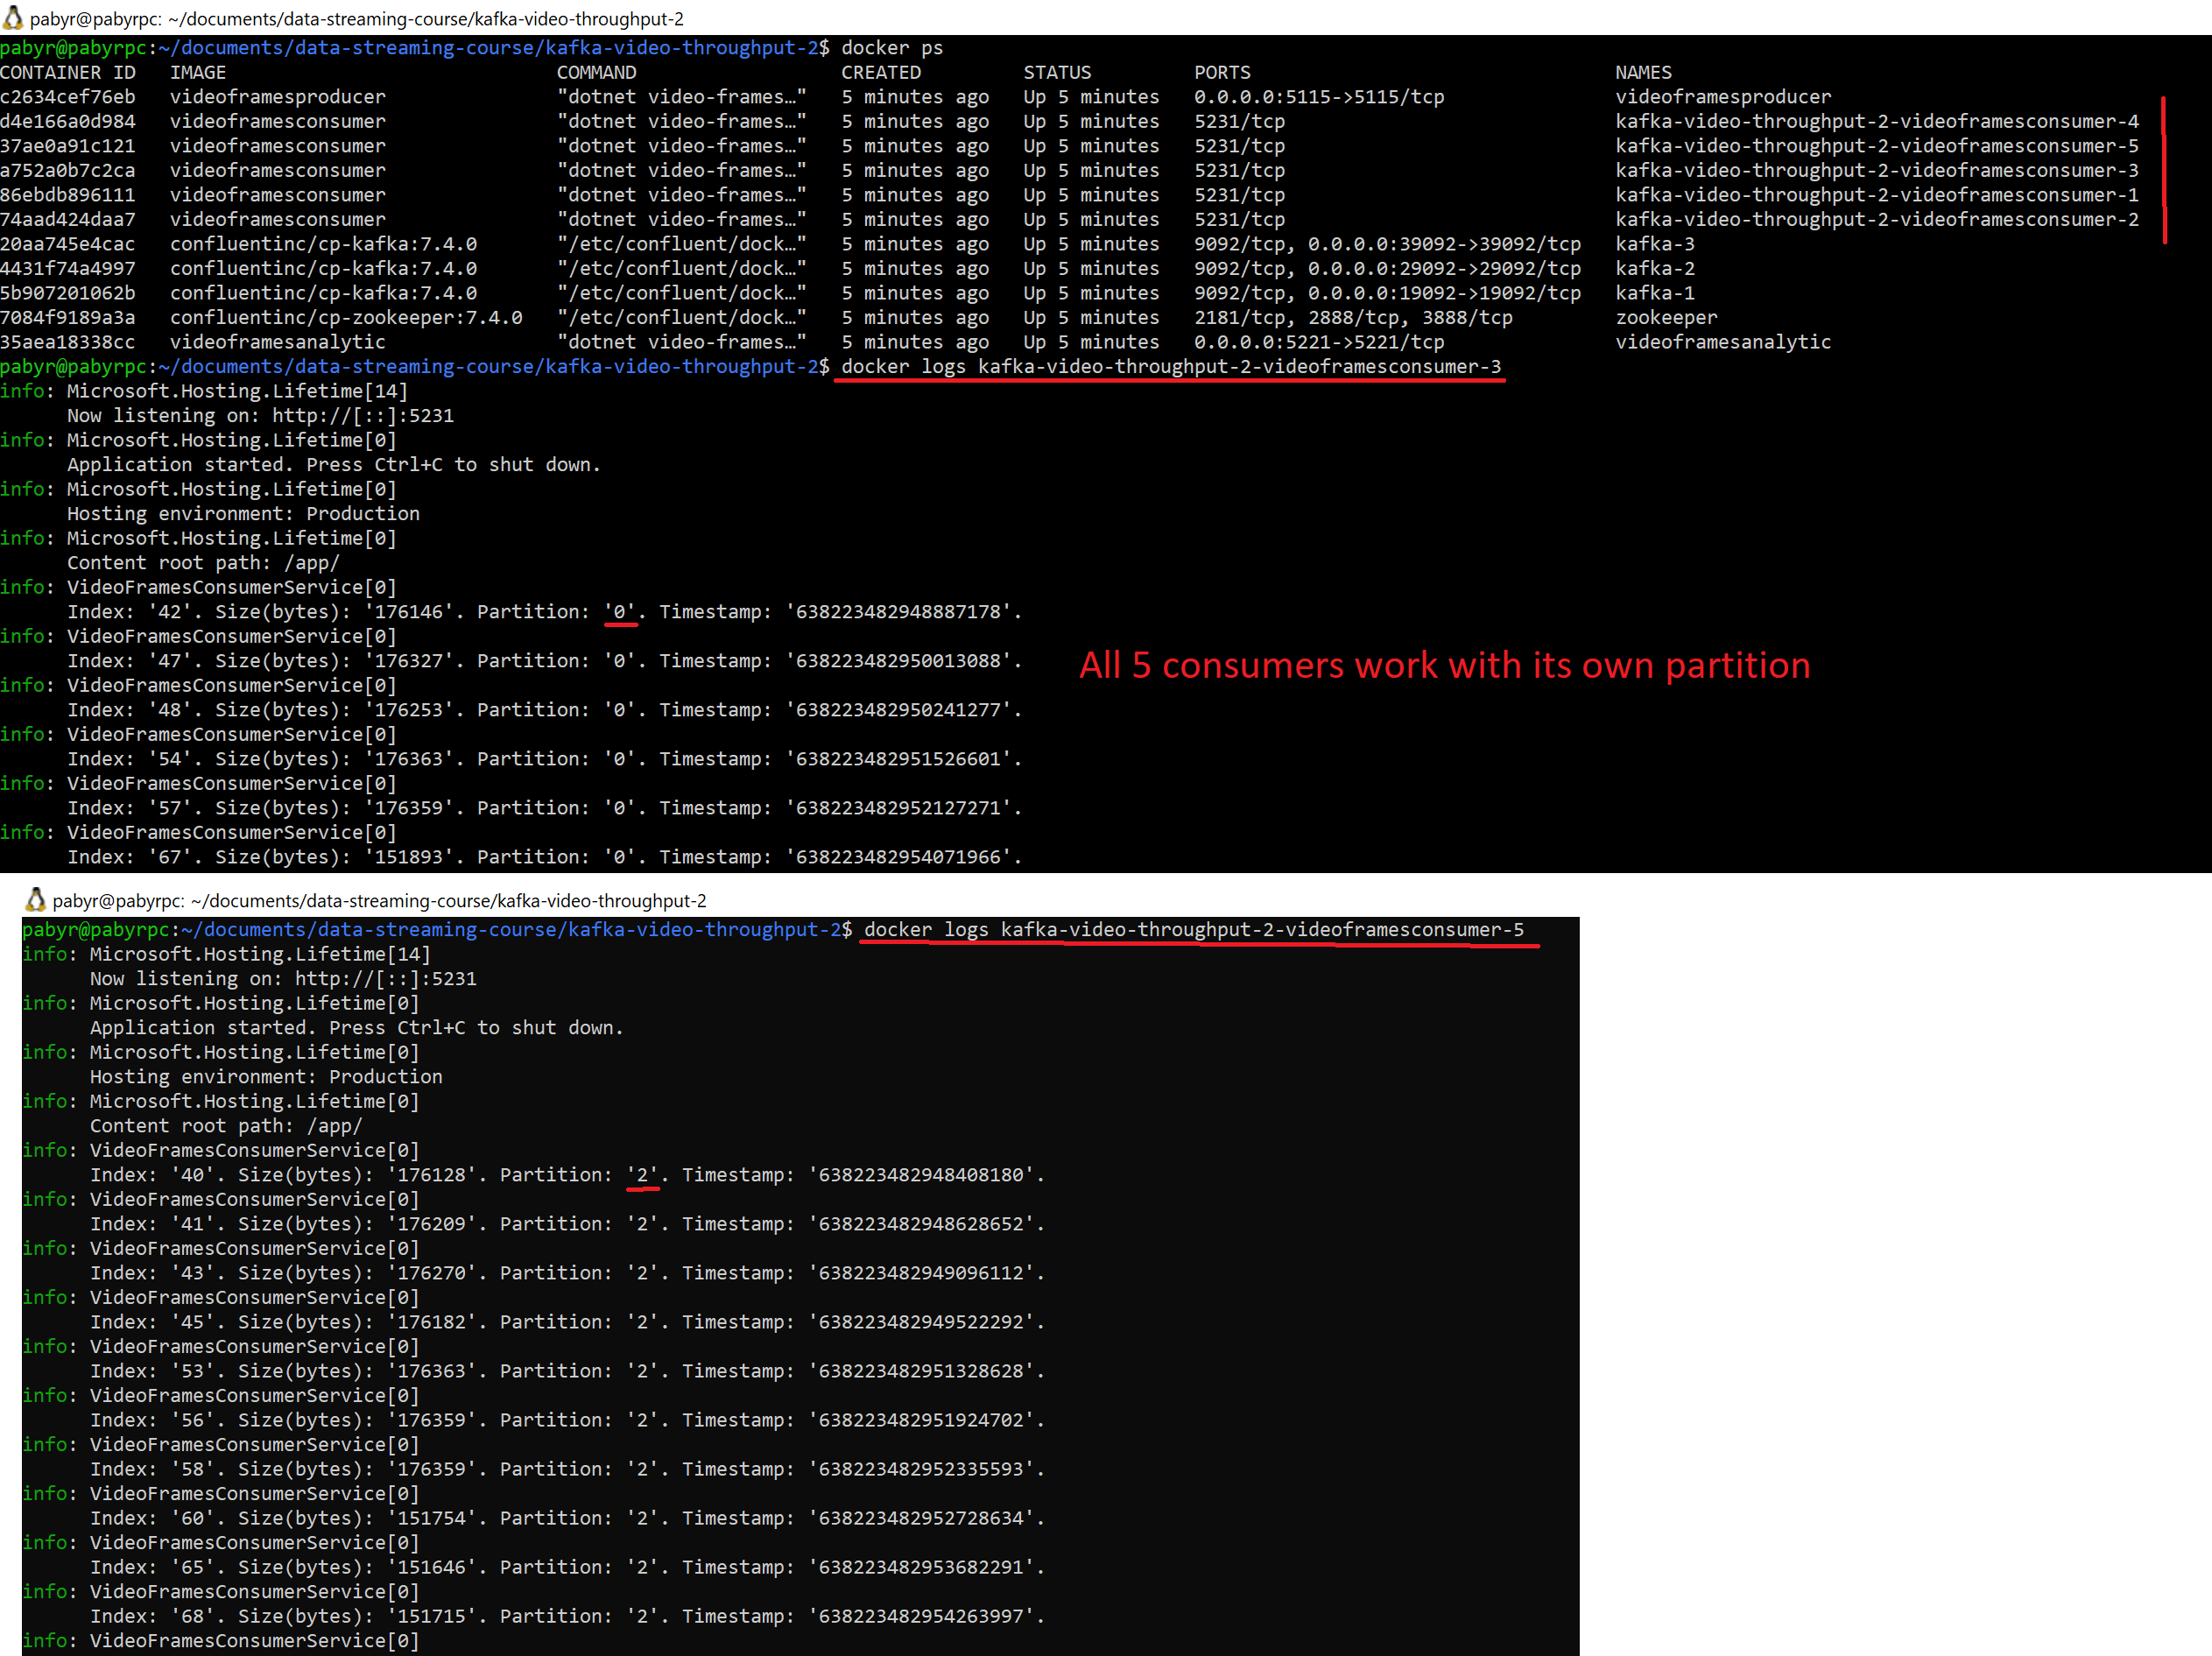 pabyr@pabyrpc: ~/documents/data-streaming-course/kafka-video-throughput-2
pabyr@pabyrpc:~/documents/data-streaming-course/kafka-video-throughput-2$ docker ps
CONTAINER ID   IMAGE                             COMMAND                  CREATED         STATUS         PORTS                                 NAMES
c2634cef76eb   videoframesproducer               "dotnet video-frames…"   5 minutes ago   Up 5 minutes   0.0.0.0:5115->5115/tcp                videoframesproducer
d4e166a0d984   videoframesconsumer               "dotnet video-frames…"   5 minutes ago   Up 5 minutes   5231/tcp                              kafka-video-throughput-2-videoframesconsumer-4
37ae0a91c121   videoframesconsumer               "dotnet video-frames…"   5 minutes ago   Up 5 minutes   5231/tcp                              kafka-video-throughput-2-videoframesconsumer-5
a752a0b7c2ca   videoframesconsumer               "dotnet video-frames…"   5 minutes ago   Up 5 minutes   5231/tcp                              kafka-video-throughput-2-videoframesconsumer-3
86ebdb896111   videoframesconsumer               "dotnet video-frames…"   5 minutes ago   Up 5 minutes   5231/tcp                              kafka-video-throughput-2-videoframesconsumer-1
74aad424daa7   videoframesconsumer               "dotnet video-frames…"   5 minutes ago   Up 5 minutes   5231/tcp                              kafka-video-throughput-2-videoframesconsumer-2
20aa745e4cac   confluentinc/cp-kafka:7.4.0       "/etc/confluent/dock…"   5 minutes ago   Up 5 minutes   9092/tcp, 0.0.0.0:39092->39092/tcp    kafka-3
4431f74a4997   confluentinc/cp-kafka:7.4.0       "/etc/confluent/dock…"   5 minutes ago   Up 5 minutes   9092/tcp, 0.0.0.0:29092->29092/tcp    kafka-2
5b907201062b   confluentinc/cp-kafka:7.4.0       "/etc/confluent/dock…"   5 minutes ago   Up 5 minutes   9092/tcp, 0.0.0.0:19092->19092/tcp    kafka-1
7084f9189a3a   confluentinc/cp-zookeeper:7.4.0   "/etc/confluent/dock…"   5 minutes ago   Up 5 minutes   2181/tcp, 2888/tcp, 3888/tcp          zookeeper
35aea18338cc   videoframesanalytic               "dotnet video-frames…"   5 minutes ago   Up 5 minutes   0.0.0.0:5221->5221/tcp                videoframesanalytic
pabyr@pabyrpc:~/documents/data-streaming-course/kafka-video-throughput-2$ docker logs kafka-video-throughput-2-videoframesconsumer-3
info: Microsoft.Hosting.Lifetime[14]
Now listening on: http://[::]:5231
info: Microsoft.Hosting.Lifetime[0]
Application started. Press Ctrl+C to shut down.
info: Microsoft.Hosting.Lifetime[0]
Hosting environment: Production
info: Microsoft.Hosting.Lifetime[0]
Content root path: /app/
info: VideoFramesConsumerService[0]
Index: '42'. Size(bytes): '176146'. Partition: '0'. Timestamp: '638223482948887178'.
info: VideoFramesConsumerService[0]
Index: '47'. Size(bytes): '176327'. Partition: '0'. Timestamp: '638223482950013088'.
All 5 consumers work with its own partition
info: VideoFramesConsumerService[0]
Index: '48'. Size(bytes): '176253'. Partition: '0'. Timestamp: '638223482950241277'.
info: VideoFramesConsumerService[0]
Index: '54'. Size(bytes): '176363'. Partition: '0'. Timestamp: '638223482951526601'.
info: VideoFramesConsumerService[0]
Index: '57'. Size(bytes): '176359'. Partition: '0'. Timestamp: '638223482952127271'.
info: VideoFramesConsumerService[0]
Index: '67'. Size(bytes): '151893'. Partition: '0'. Timestamp: '638223482954071966'.
pabyr@pabyrpc: ~/documents/data-streaming-course/kafka-video-throughput-2
pabyr@pabyrpc:~/documents/data-streaming-course/kafka-video-throughput-2$ docker logs kafka-video-throughput-2-videoframesconsumer-5
info: Microsoft.Hosting.Lifetime[14]
Now listening on: http://[::]:5231
info: Microsoft.Hosting.Lifetime[0]
Application started. Press Ctrl+C to shut down.
info: Microsoft.Hosting.Lifetime[0]
Hosting environment: Production
info: Microsoft.Hosting.Lifetime[0]
Content root path: /app/
info: VideoFramesConsumerService[0]
Index: '40'. Size(bytes): '176128'. Partition: '2'. Timestamp: '638223482948408180'.
info: VideoFramesConsumerService[0]
Index: '41'. Size(bytes): '176209'. Partition: '2'. Timestamp: '638223482948628652'.
info: VideoFramesConsumerService[0]
Index: '43'. Size(bytes): '176270'. Partition: '2'. Timestamp: '638223482949096112'.
info: VideoFramesConsumerService[0]
Index: '45'. Size(bytes): '176182'. Partition: '2'. Timestamp: '638223482949522292'.
info: VideoFramesConsumerService[0]
Index: '53'. Size(bytes): '176363'. Partition: '2'. Timestamp: '638223482951328628'.
info: VideoFramesConsumerService[0]
Index: '56'. Size(bytes): '176359'. Partition: '2'. Timestamp: '638223482951924702'.
info: VideoFramesConsumerService[0]
Index: '58'. Size(bytes): '176359'. Partition: '2'. Timestamp: '638223482952335593'.
info: VideoFramesConsumerService[0]
Index: '60'. Size(bytes): '151754'. Partition: '2'. Timestamp: '638223482952728634'.
info: VideoFramesConsumerService[0]
Index: '65'. Size(bytes): '151646'. Partition: '2'. Timestamp: '638223482953682291'.
info: VideoFramesConsumerService[0]
Index: '68'. Size(bytes): '151715'. Partition: '2'. Timestamp: '638223482954263997'.
info: VideoFramesConsumerService[0]